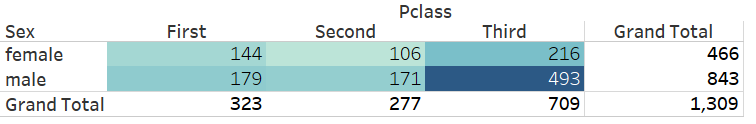 Pclass
Sex First Second Third Grand Total
female 144 106 216 466
male 179 171 493 843
Grand Total 323 277 709 1,309